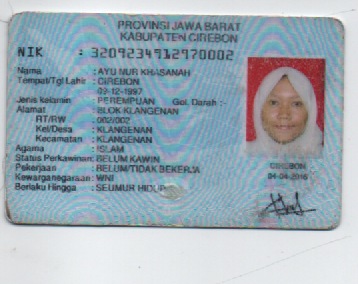 PROVINSI JAWA BARAT
KABUPATEN CIREBON
NIK : 3209234912970002
Nama : AYU NUR KHASANAH
Tempat/Tgl Lahir : CIREBON
09-12-1997
Jenis kelamin : PEREMPUAN Gol. Darah :-
Alamat : BLOK KLANGENAN
RT/RW : 002/002
Kel/Desa : KLANGENAN
Kecamatan : KLANGENAN
Agama : ISLAM
Status Perkawinan: BELUM KAWIN
Pekerjaan : BELUM/TIDAK BEKERJA
Kewarganegaraan: WNI
Berlaku Hingga : SEUMUR HIDUP
CIREBON
04-04-2016